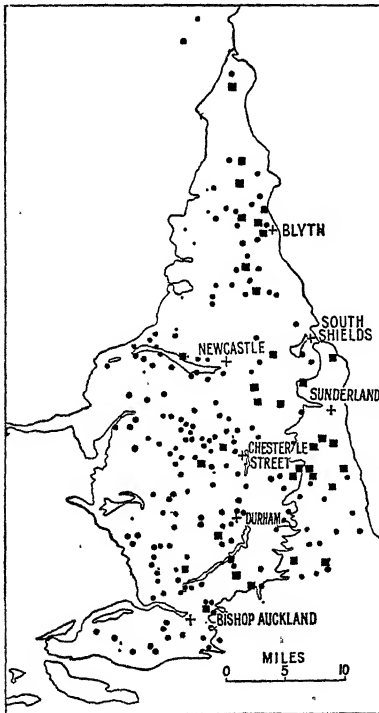 BLYTH
SOUTH
SHIELDS
NEWCASTLE
SUNDERLAND
CHESTER LE
STREET
DURHAM
BISHOP AUCKLAND
MILES
0 5 10